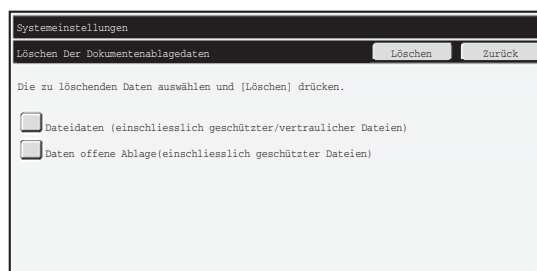 Systemeinstellungen
Löschen Der Dokumentenablagedaten Löschen Zurück
Die zu löschenden Daten auswählen und [Löschen] drücken.
Dateidaten (einschliesslich geschützter/vertraulicher Dateien)
Daten offene Ablage(einschliesslich geschützter Dateien)